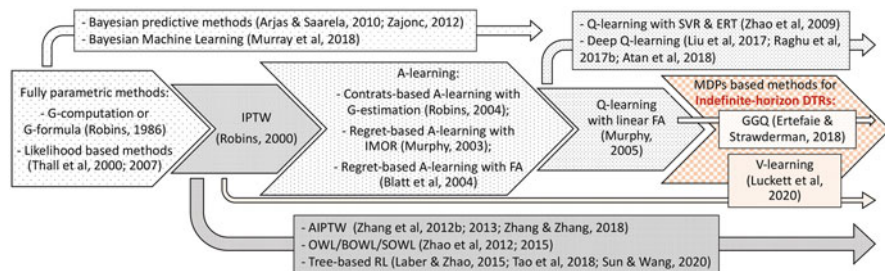 - Bayesian predictive methods (Arjas & Saarela, 2010; Zajonc, 2012)
- Bayesian Machine Learning (Murray et al, 2018)
- Q-learning with SVR & ERT (Zhao et al, 2009)
- Deep Q-learning (Liu et al, 2017; Raghu et al,
2017b; Atan et al, 2018)
Fully parametric methods:
- G-computation or
G-formula (Robins, 1986)
- Likelihood based methods
(Thall et al, 2000; 2007)
IPTW
(Robins, 2000)
A-learning:
- Contrats-based A-learning with
G-estimation (Robins, 2004);
- Regret-based A-learning with
IMOR (Murphy, 2003);
- Regret-based A-learning with FA
(Blatt et al, 2004)
Q-learning
with linear FA
(Murphy,
2005)
MDPs based methods for
Indefinite-horizon DTRs:
GGQ (Ertefaie &
Strawderman, 2018)
V-learning
(Luckett et al,
2020)
- AIPTW (Zhang et al, 2012b; 2013; Zhang & Zhang, 2018)
- OWL/BOWL/SOWL (Zhao et al, 2012; 2015)
- Tree-based RL (Laber & Zhao, 2015; Tao et al, 2018; Sun & Wang, 2020)